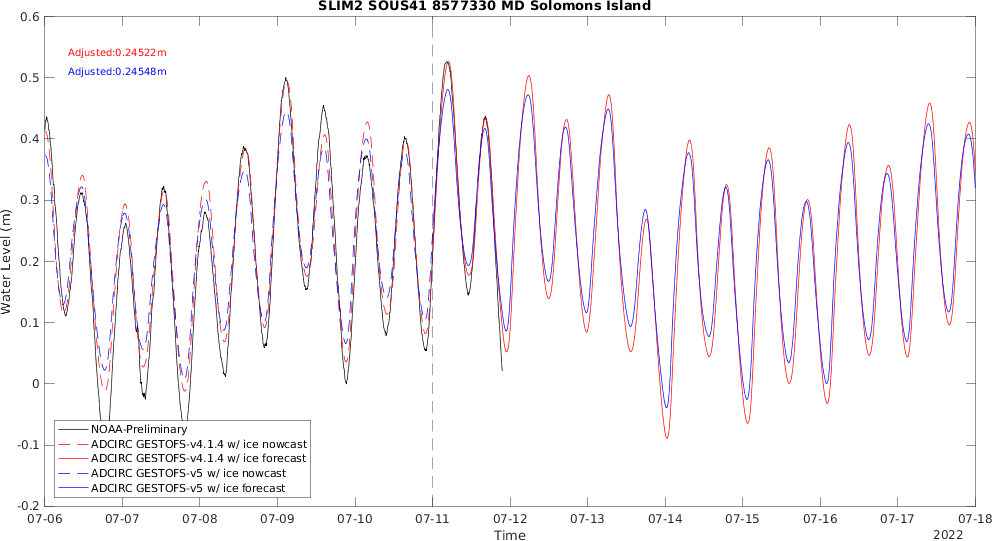 SLIM2 SOUS41 8577330 MD Solomons Island
0.6
Adjusted:0.24522m
Adjusted:0.24548m
0.5
0.4
0.3
0.2
0.1
0
-0.1
-0.2
Water Level (m)
NOAA-Preliminary
ADCIRC GESTOFS-v4.1.4 w/ ice nowcast
ADCIRC GESTOFS-v4.1.4 w/ ice forecast
ADCIRC GESTOFS-v5 w/ ice nowcast
ADCIRC GESTOFS-v5 w/ ice forecast
07-06 07-07 07-08 07-09 07-10 07-11 07-12 07-13 07-14 07-15 07-16 07-17 07-18
Time
2022